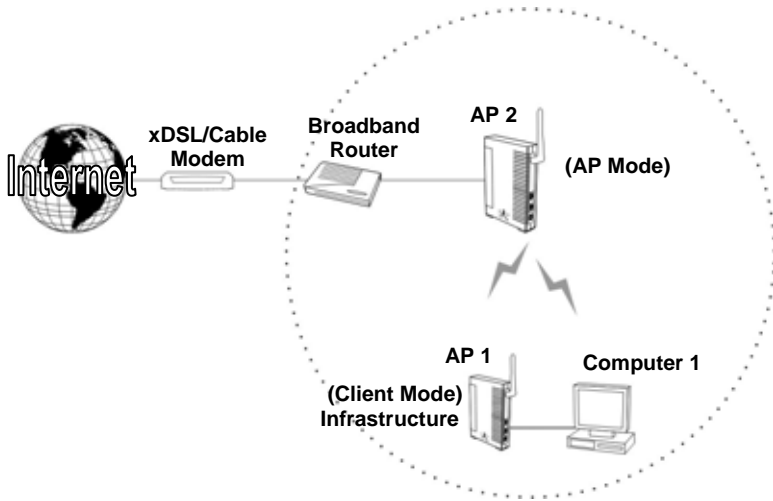 Internet
xDSL/Cable
Modem
Broadband
Router
AP 2
(AP Mode)
AP 1
(Client Mode)
Infrastructure
Computer 1